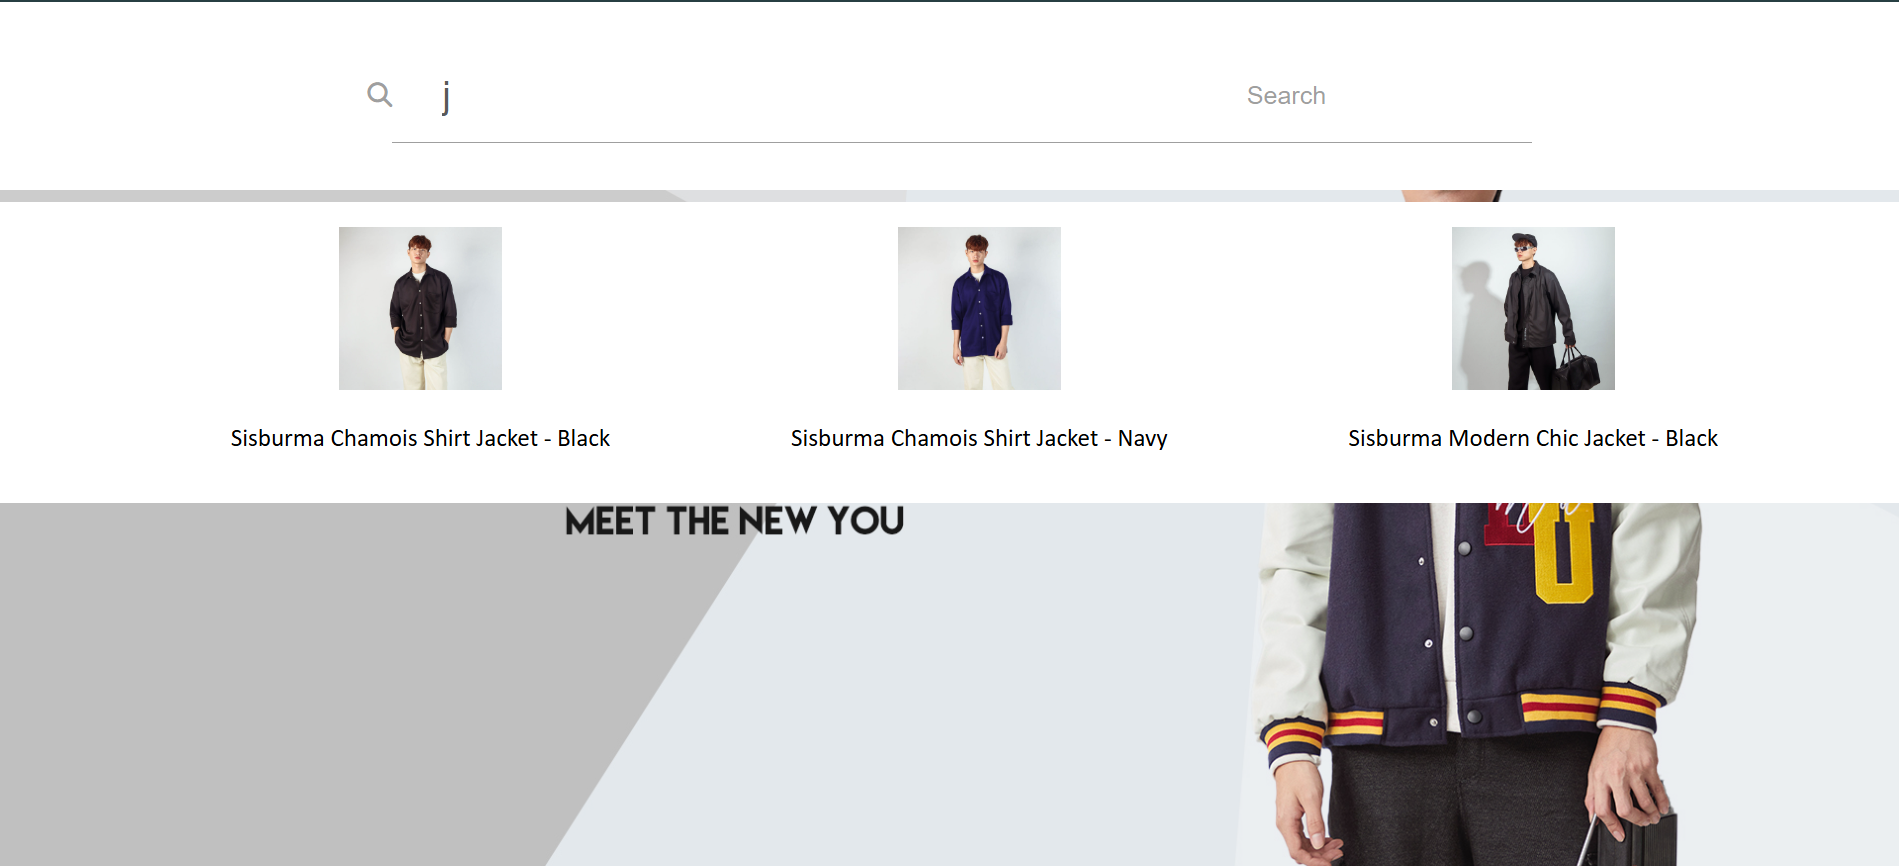 j
Search
Sisburma Chamois Shirt Jacket - Black
Sisburma Chamois Shirt Jacket - Navy
Sisburma Modern Chic Jacket - Black
MEET THE NEW YOU
U